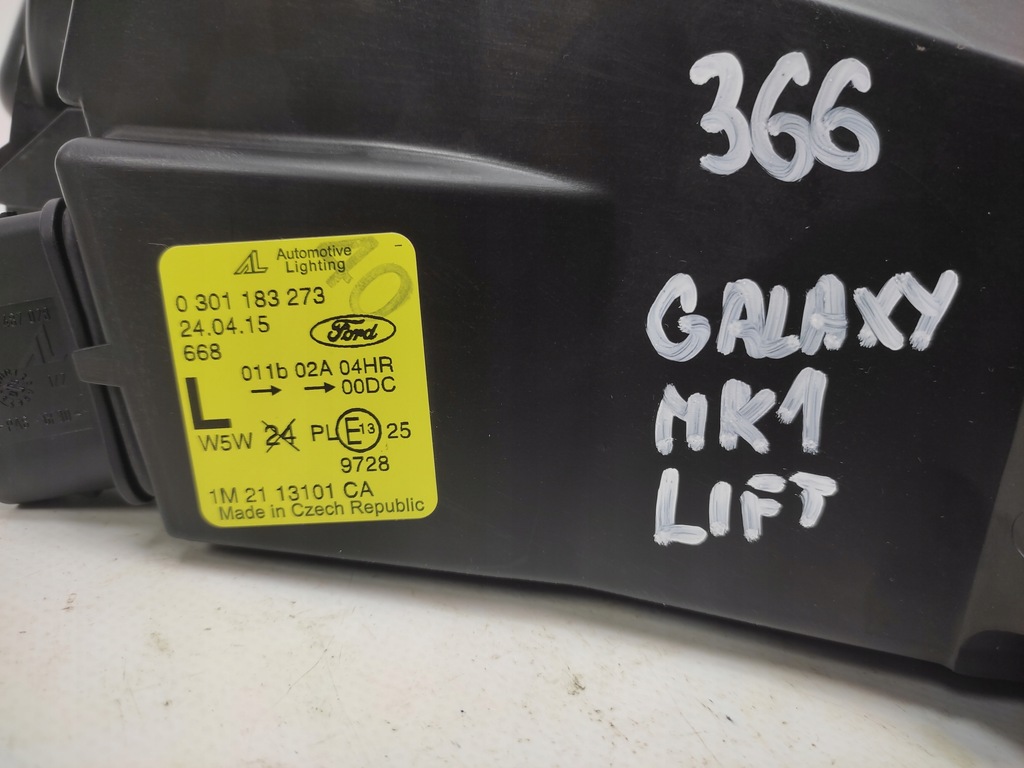 366
GALAXY
MK1
LIFT
AL Automotive
Lighting
0 301 183 273
24.04.15
Ford
668
011b 02A 04HR
→ → 00DC
L
W5W 24 PL E13 25
9728
1M 21 13101 CA
Made in Czech Republic